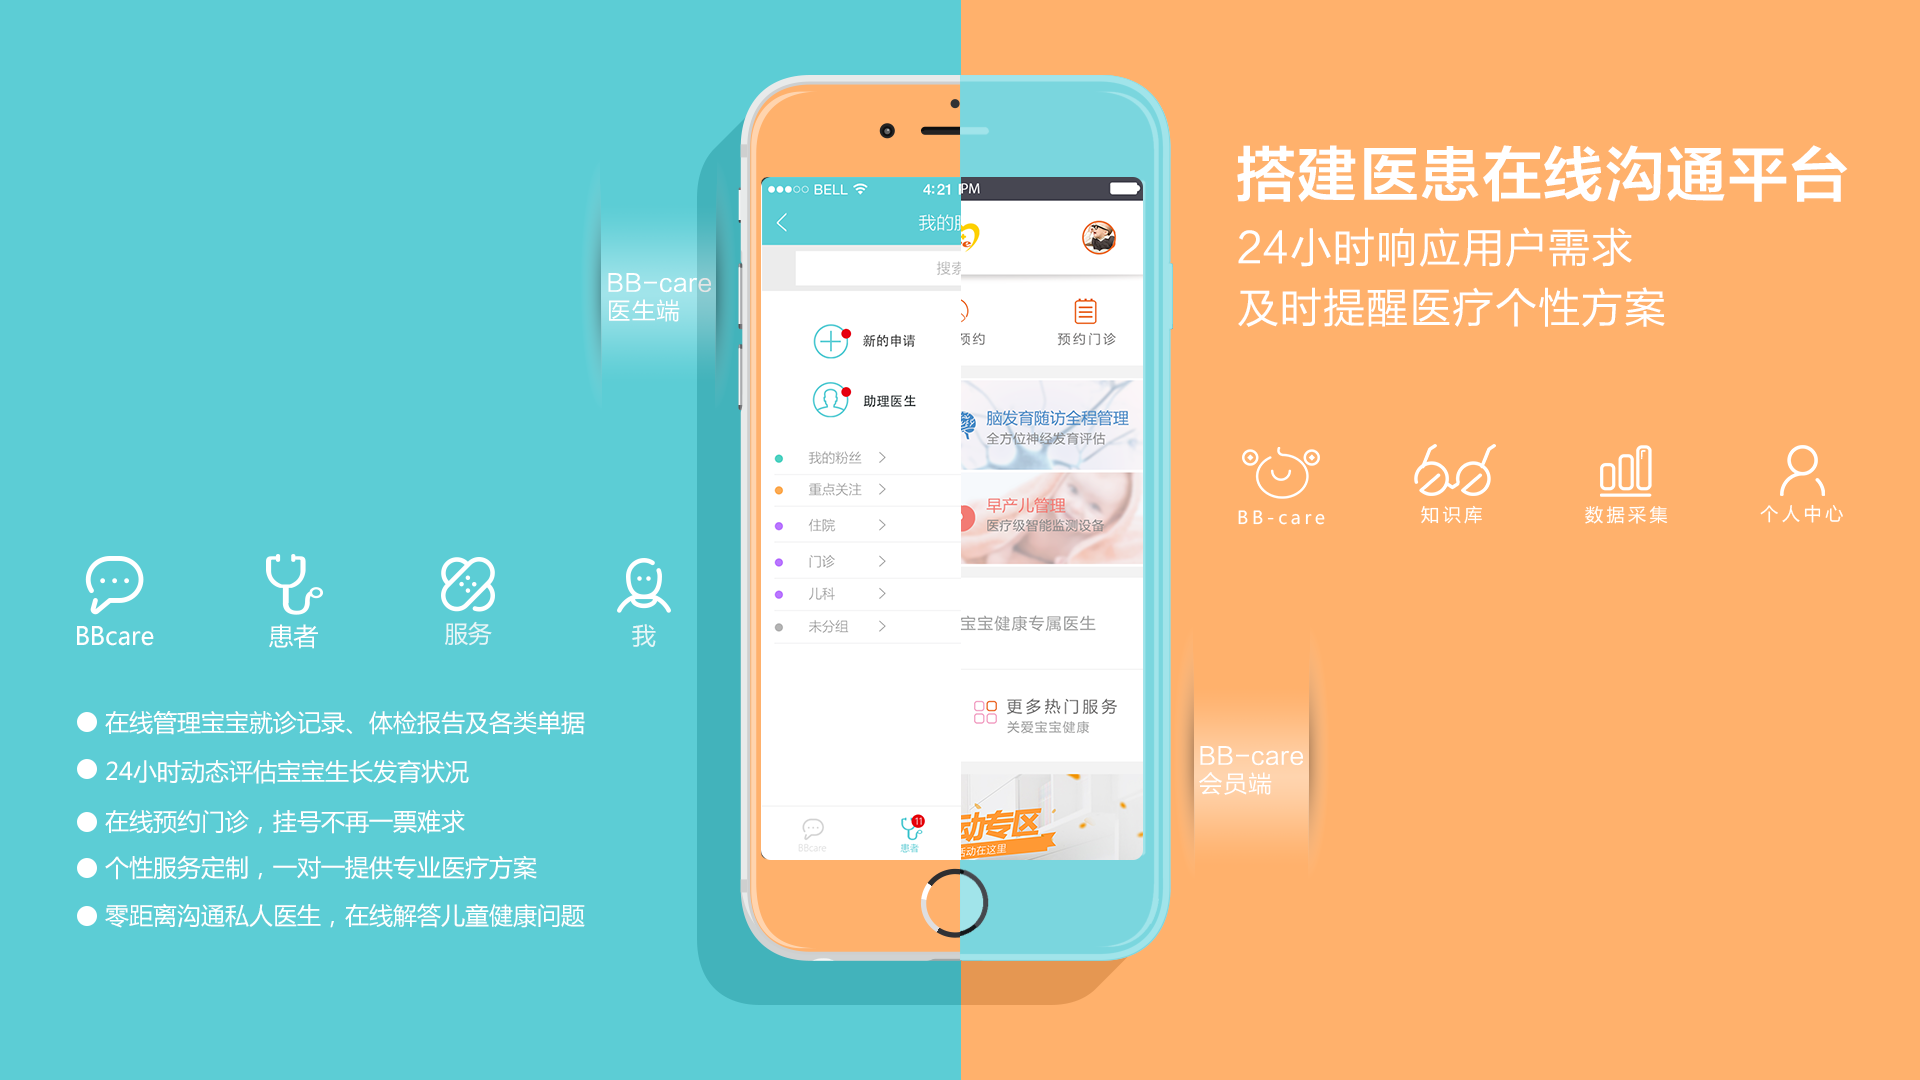 BB-care
医生端
BBcare
患者
服务
我
在线管理宝宝就诊记录、体检报告及各类单据
24小时动态评估宝宝生长发育状况
在线预约门诊，挂号不再一票难求
个性服务定制，一对一提供专业医疗方案
零距离沟通私人医生，在线解答儿童健康问题
BELL
4:21 PM
我的
搜索
新的申请
助理医生
我的粉丝
重点关注
住院
门诊
儿科
未分组
BBcare
11
患者
预约
预约门诊
脑发育随访全程管理
全方位神经发育评估
早产儿管理
医疗级智能监测设备
宝宝健康专属医生
更多热门服务
关爱宝宝健康
动专区
活动在这里
搭建医患在线沟通平台
24小时响应用户需求
及时提醒医疗个性方案
BB-care
知识库
数据采集
个人中心
BB-care
会员端